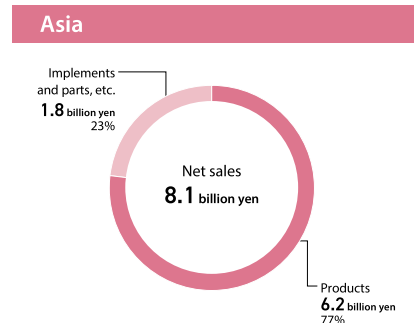 Asia
Implements
and parts, etc.
1.8 billion yen
23%
Net sales
8.1 billion yen
Products
6.2 billion yen
77%